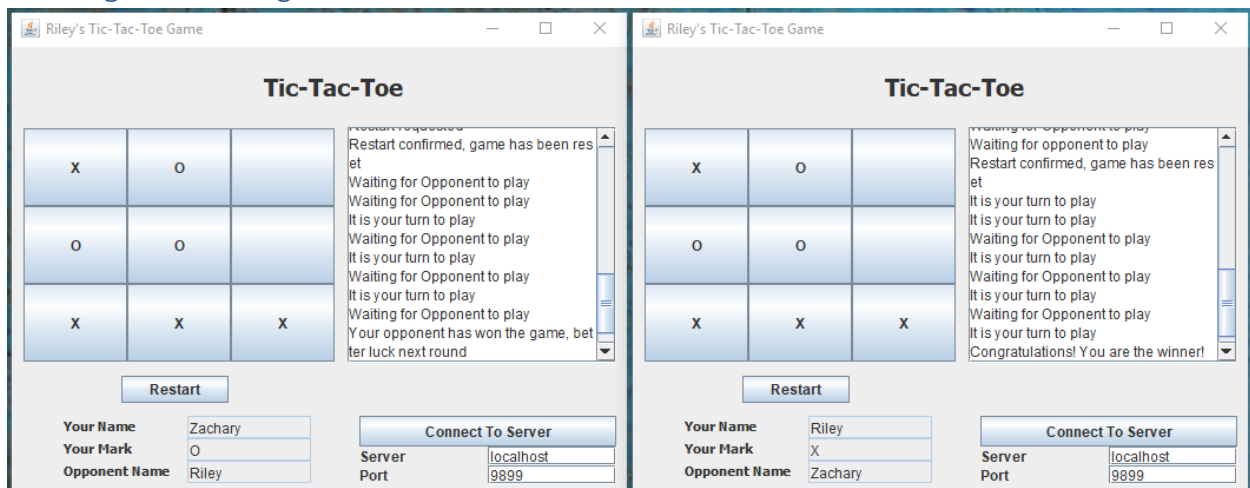 Riley's Tic-Tac-Toe Game
Tic-Tac-Toe
X O
O O
X X X
Restart requested
Restart confirmed, game has been res
et
Waiting for Opponent to play
Waiting for Opponent to play
It is your turn to play
Waiting for Opponent to play
It is your turn to play
Waiting for Opponent to play
It is your turn to play
Waiting for Opponent to play
Your opponent has won the game, bet
ter luck next round
Restart
Your Name Zachary
Your Mark O
Opponent Name Riley
Connect To Server
Server localhost
Port 9899
Riley's Tic-Tac-Toe Game
Tic-Tac-Toe
X O
O O
X X X
Waiting for Opponent to play
Waiting for opponent to play
Restart confirmed, game has been res
et
It is your turn to play
It is your turn to play
Waiting for Opponent to play
It is your turn to play
Waiting for Opponent to play
It is your turn to play
Waiting for Opponent to play
It is your turn to play
Congratulations! You are the winner!
Restart
Your Name Riley
Your Mark X
Opponent Name Zachary
Connect To Server
Server localhost
Port 9899